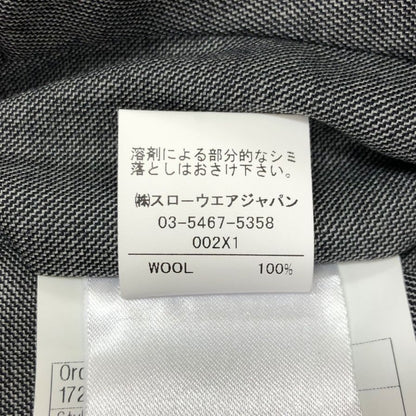 溶剤による部分的なシミ
落としはおさけ下さい。
㈱スローウエアジャパン
03-5467-5358
002X1
WOOL 100%
172